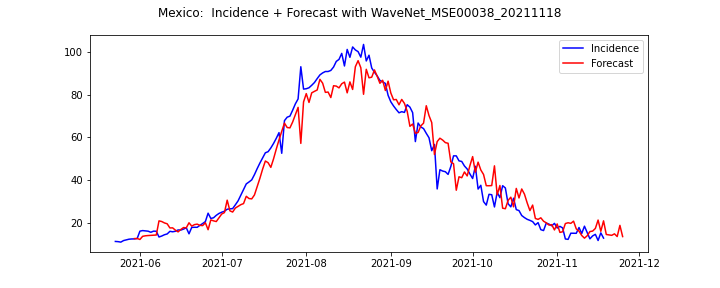 Mexico:  Incidence + Forecast with WaveNet_MSE00038_20211118
Incidence
Forecast
100
80
60
40
20
2021-06 2021-07 2021-08 2021-09 2021-10 2021-11 2021-12